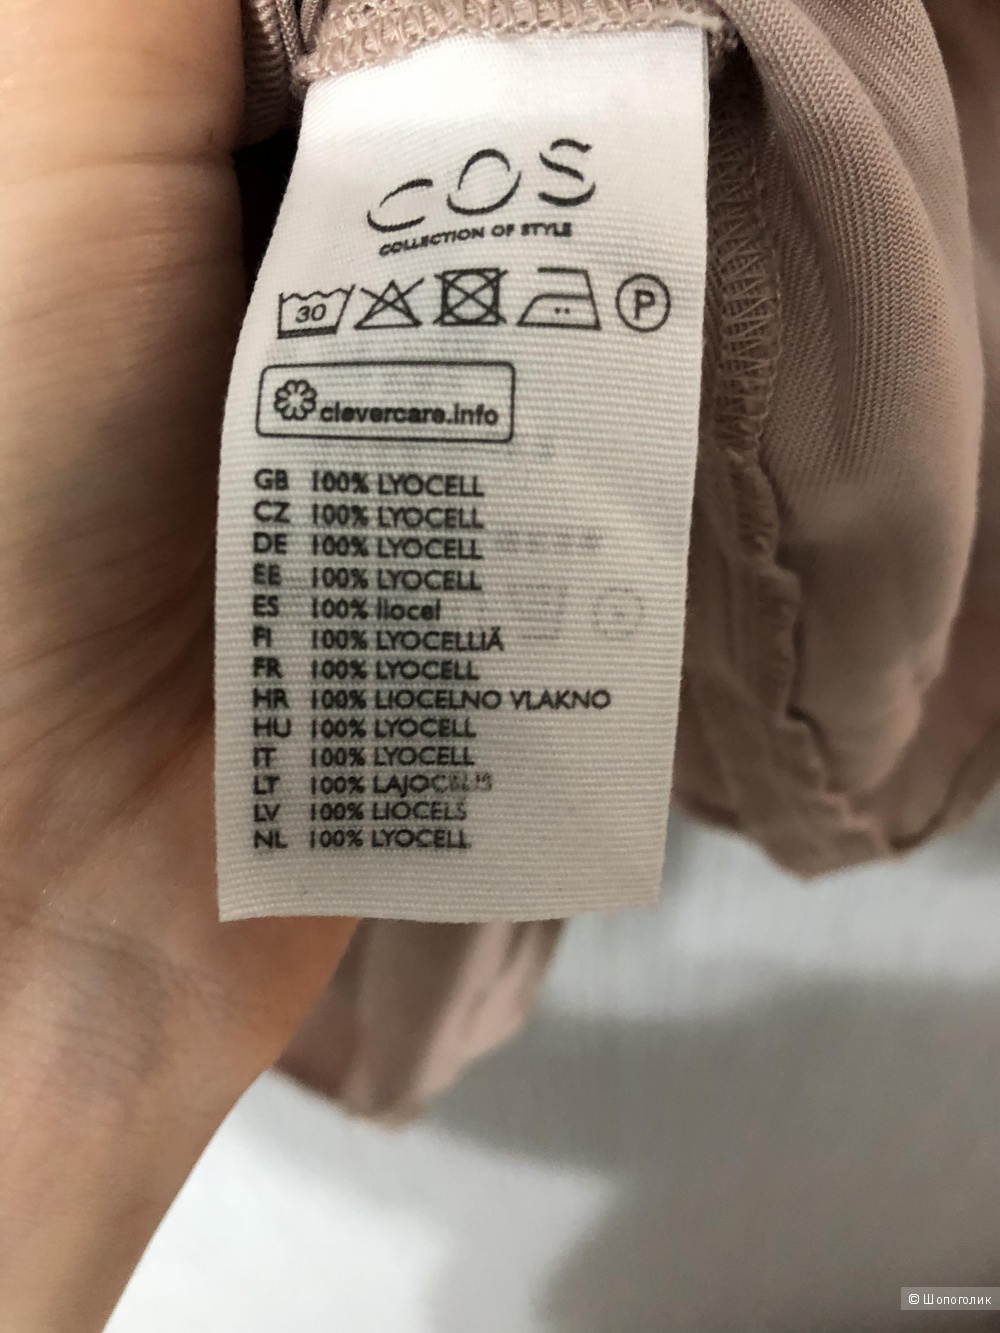 COS
COLLECTION OF STYLE
30 P
clevercare.info
GB 100% LYOCELL
CZ 100% LYOCELL
DE 100% LYOCELL
EE 100% LYOCELL
ES 100% liocel
FI 100% LYOCELLIÄ
FR 100% LYOCELL
HR 100% LIOCELNO VLAKNO
HU 100% LYOCELL
IT 100% LYOCELL
LT 100%
LV 100% LIOCELS
NL 100% LYOCELL
© Шопоголик